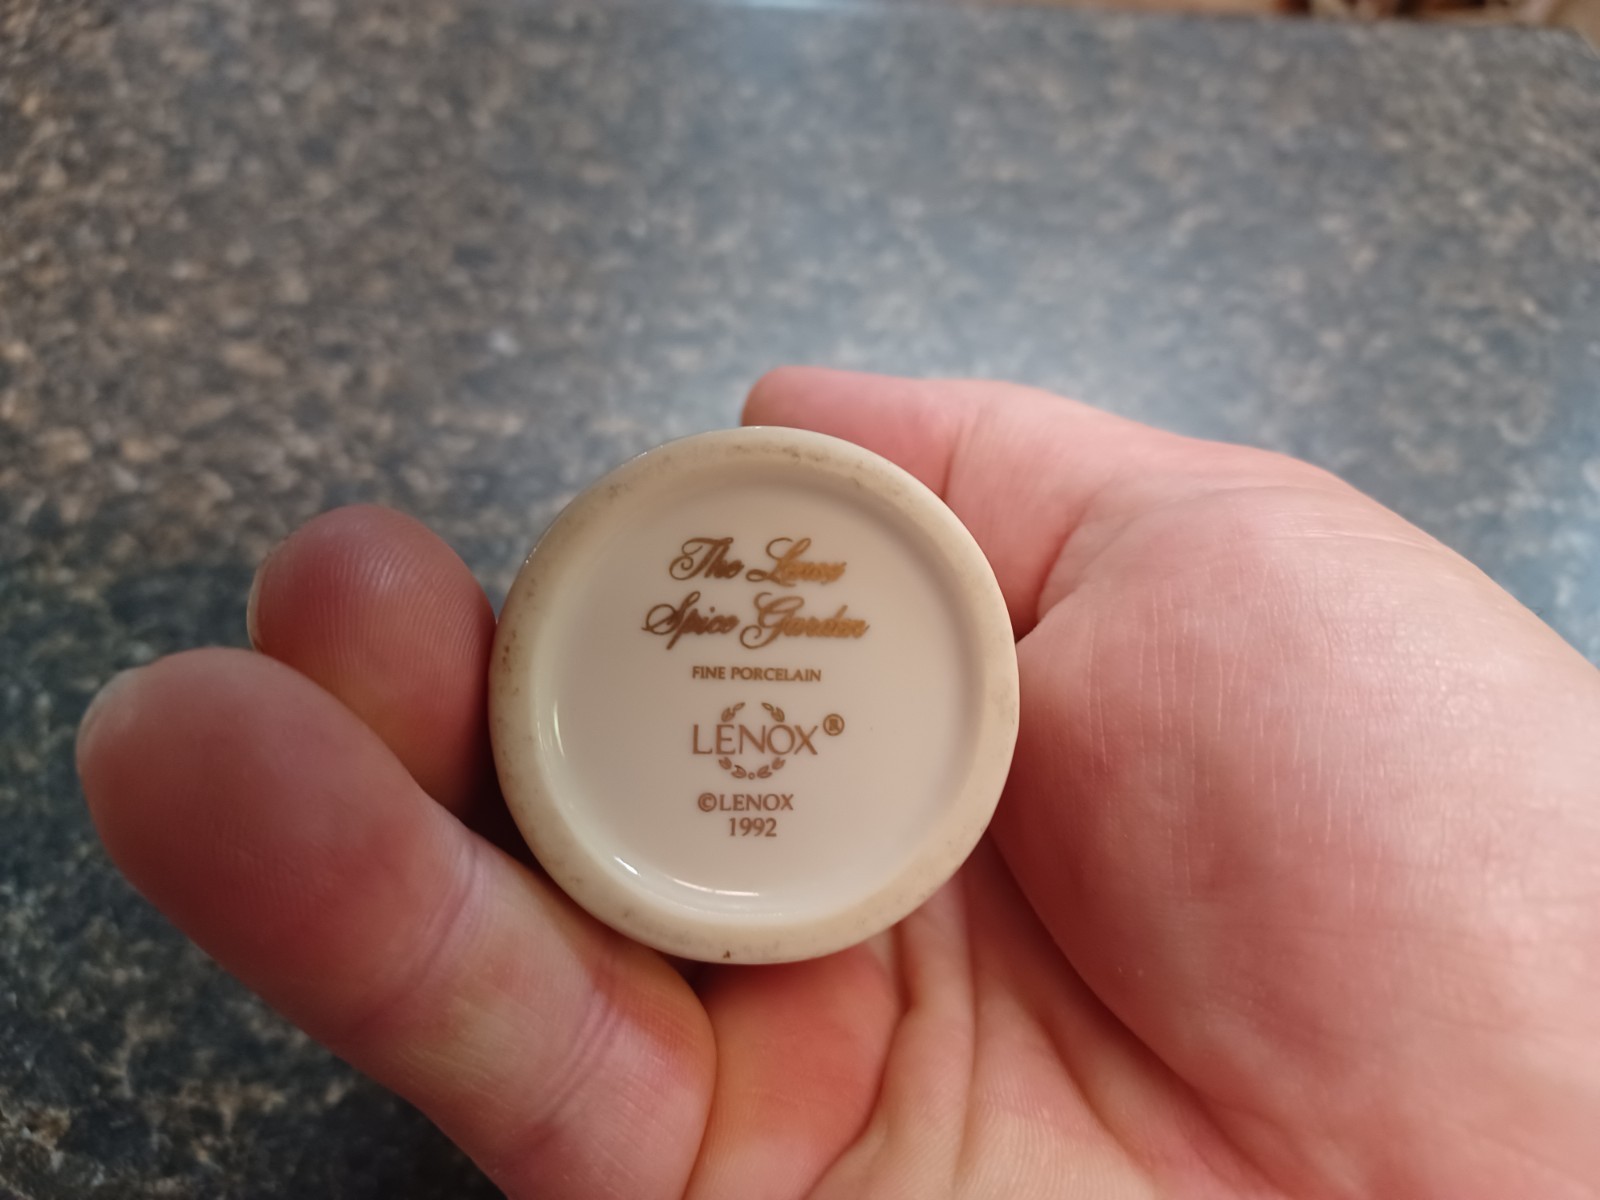 The Lenox
Spice Garden
FINE PORCELAIN
LENOX®
©LENOX
1992